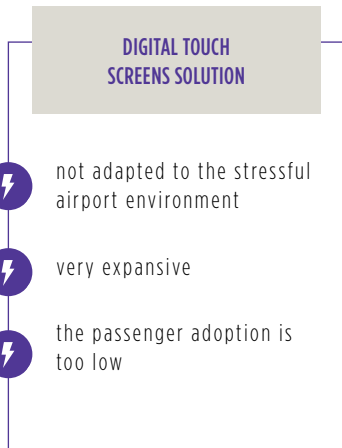 DIGITAL TOUCH
SCREENS SOLUTION
not adapted to the stressful
airport environment
very expansive
the passenger adoption is
too low